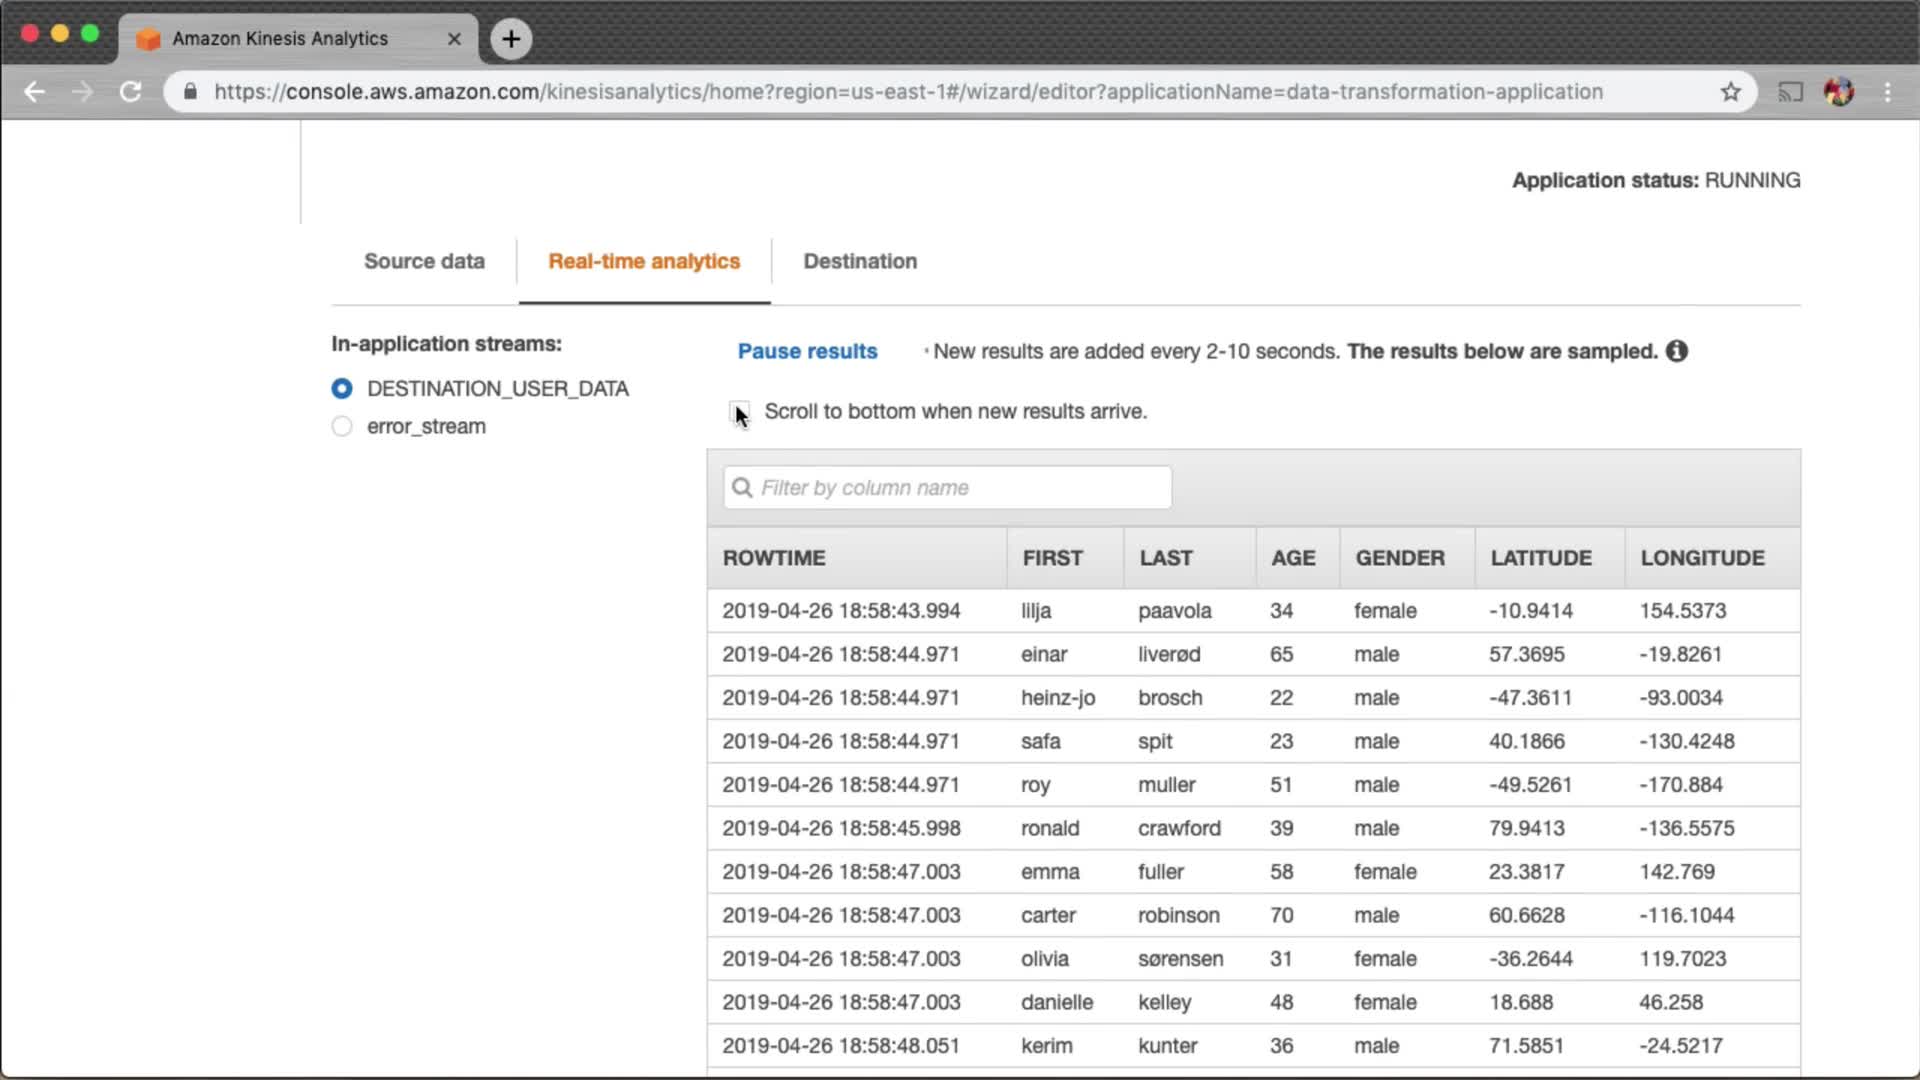 Amazon Kinesis Analytics
https://console.aws.amazon.com/kinesisanalytics/home?region=us-east-1#/wizard/editor?applicationName=data-transformation-application
Application status: RUNNING
Source data Real-time analytics Destination
In-application streams:
DESTINATION_USER_DATA
error_stream
Pause results New results are added every 2-10 seconds. The results below are sampled.
Scroll to bottom when new results arrive.
Filter by column name
ROWTIME FIRST LAST AGE GENDER LATITUDE LONGITUDE
2019-04-26 18:58:43.994 lilja paavola 34 female -10.9414 154.5373
2019-04-26 18:58:44.971 einar liverød 65 male 57.3695 -19.8261
2019-04-26 18:58:44.971 heinz-jo brosch 22 male -47.3611 -93.0034
2019-04-26 18:58:44.971 safa spit 23 male 40.1866 -130.4248
2019-04-26 18:58:44.971 roy muller 51 male -49.5261 -170.884
2019-04-26 18:58:45.998 ronald crawford 39 male 79.9413 -136.5575
2019-04-26 18:58:47.003 emma fuller 58 female 23.3817 142.769
2019-04-26 18:58:47.003 carter robinson 70 male 60.6628 -116.1044
2019-04-26 18:58:47.003 olivia sørensen 31 female -36.2644 119.7023
2019-04-26 18:58:47.003 danielle kelley 48 female 18.688 46.258
2019-04-26 18:58:48.051 kerim kunter 36 male 71.5851 -24.5217